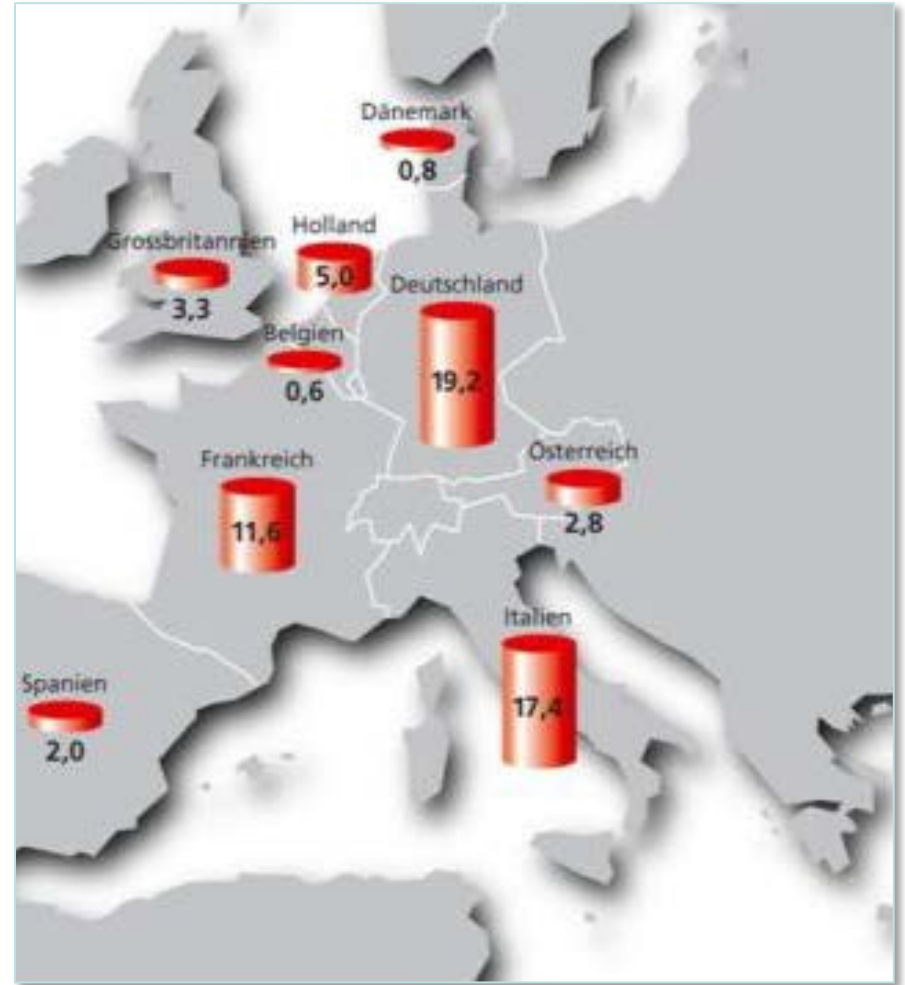 Dänemark
0,8
Holland
5,0
Grossbritannien
3,3
Deutschland
19,2
Belgien
0,6
Frankreich
11,6
Österreich
2,8
Italien
17,4
Spanien
2,0